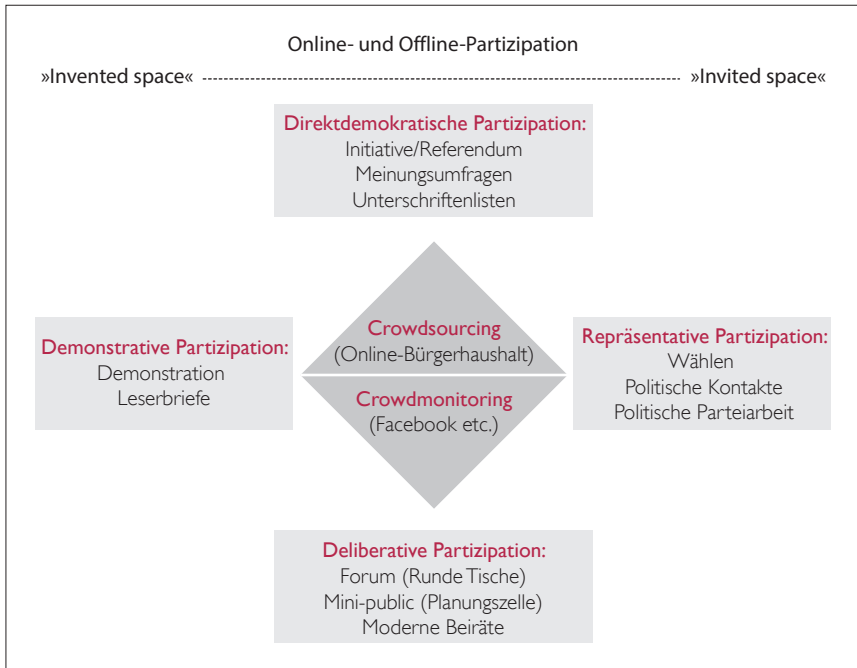 Online- und Offline-Partizipation
»Invented space« »Invited space«
Direktdemokratische Partizipation:
Initiative/Referendum
Meinungsumfragen
Unterschriftenlisten
Demonstrative Partizipation:
Demonstration
Leserbriefe
Crowdsourcing
(Online-Bürgerhaushalt)
Crowdmonitoring
(Facebook etc.)
Repräsentative Partizipation:
Wählen
Politische Kontakte
Politische Parteiarbeit
Deliberative Partizipation:
Forum (Runde Tische)
Mini-public (Planungszelle)
Moderne Beiräte